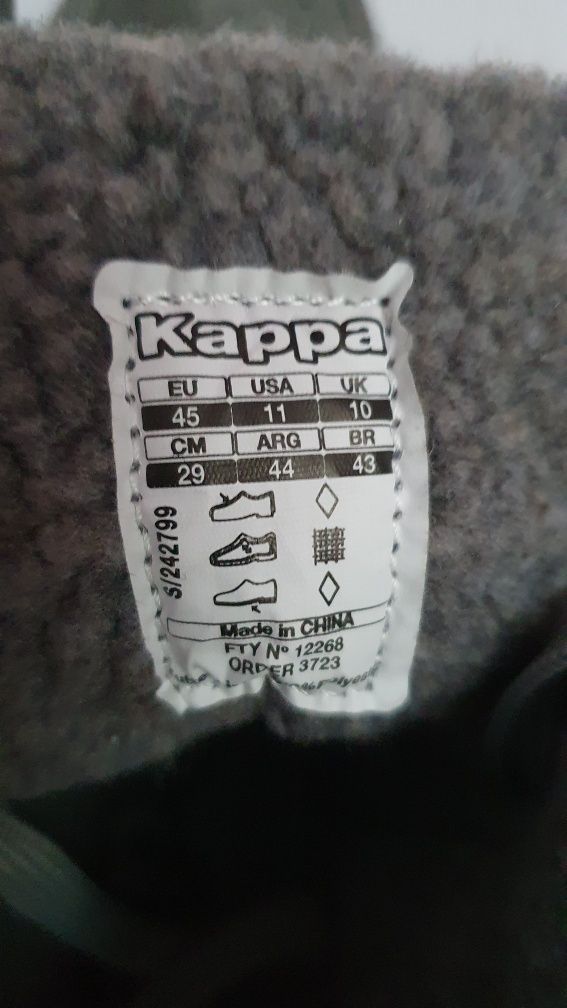 Kappa
EU USA UK
45 11 10
CM ARG BR
29 44 43
S/242799
Made in CHINA
FTY Nº 12268
ORDER 3723